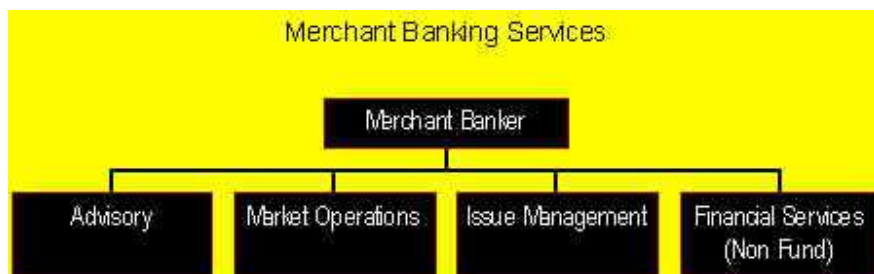 Merchant Banking Services
Merchant Banker
Advisory
Market Operations
Issue Management
Financial Services
(Non Fund)